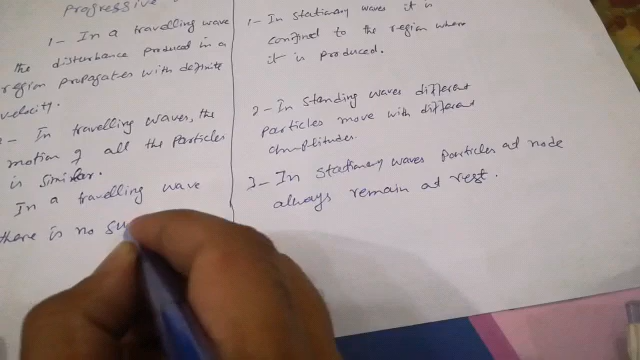 Progressive
1 - In a travelling wave
the disturbance produced in a
region propagates with definite
velocity.
2 - In travelling waves, the
motion of all the particles
is similar.
In a travelling wave
there is no su
1 - In stationary waves it is
confined to the region where
it is produced.
2 - In standing waves different
particles move with different
amplitudes.
3 - In stationary waves particles at node
always remain at rest.